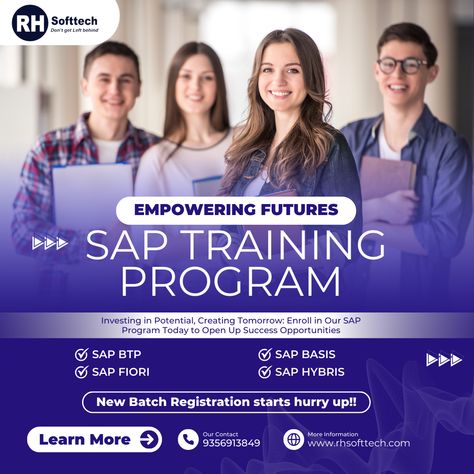 RH Softtech
Don't get Left behind
EMPOWERING FUTURES
SAP TRAINING
PROGRAM
Investing in Potential, Creating Tomorrow: Enroll in Our SAP
Program Today to Open Up Success Opportunities
SAP BTP
SAP BASIS
SAP FIORI
SAP HYBRIS
New Batch Registration starts hurry up!!
Learn More
Our Contact
9356913849
More Information
www.rhsofttech.com